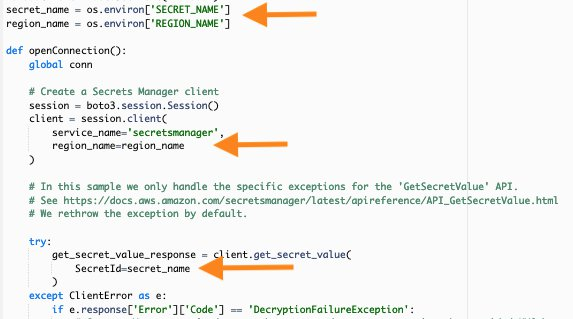 secret_name = os.environ['SECRET_NAME']
region_name = os.environ['REGION_NAME']
def openConnection():
global conn
# Create a Secrets Manager client
session = boto3.session.Session()
client = session.client(
service_name='secretsmanager',
region_name=region_name
)
# In this sample we only handle the specific exceptions for the 'GetSecretValue' API.
# See https://docs.aws.amazon.com/secretsmanager/latest/apireference/API_GetSecretValue.html
# We rethrow the exception by default.
try:
get_secret_value_response = client.get_secret_value(
SecretId=secret_name
)
except ClientError as e:
if e.response['Error']['Code'] == 'DecryptionFailureException':